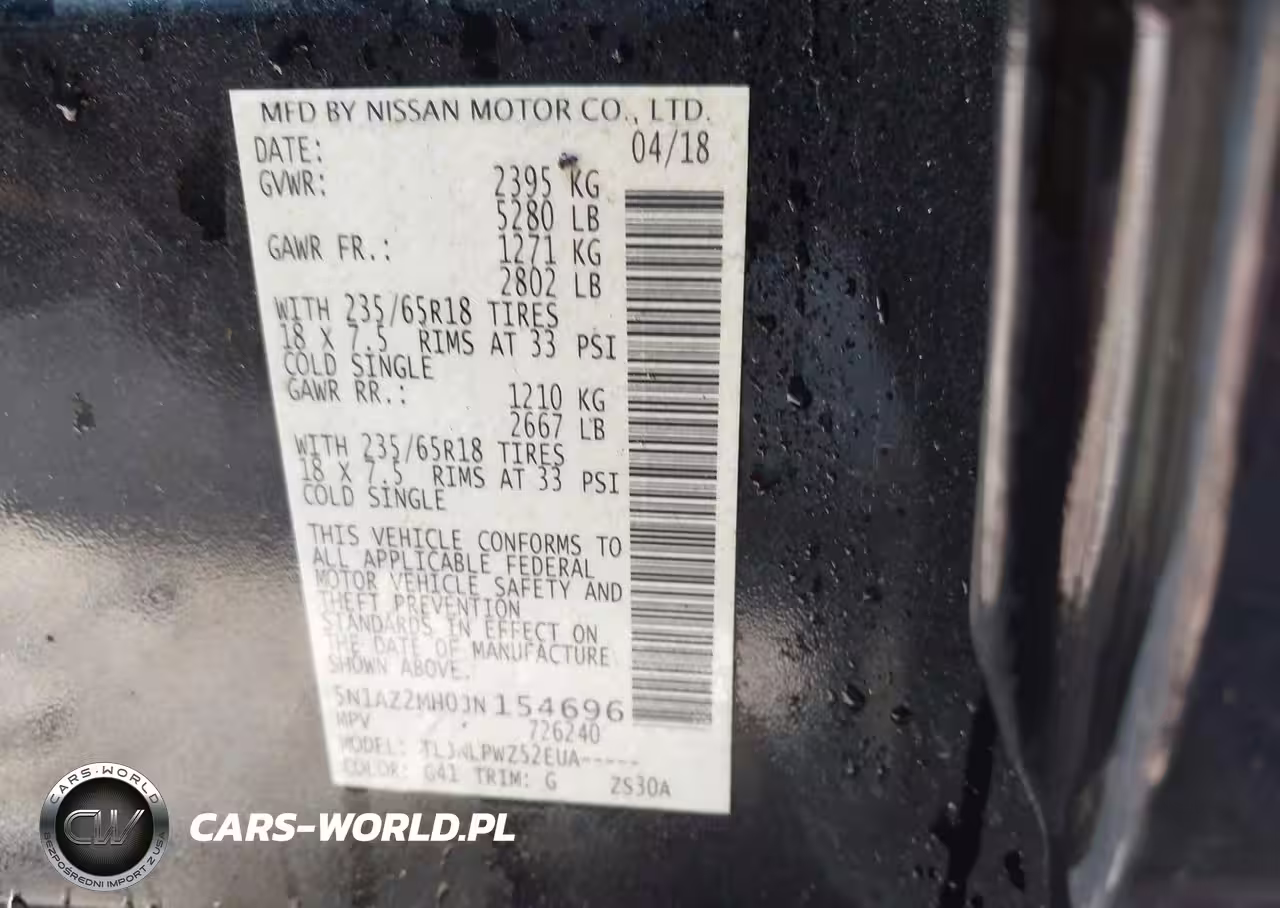 MFD BY NISSAN MOTOR CO., LTD.
DATE: 04/18
GVWR: 2395 KG
5280 LB
GAWR FR.: 1271 KG
2802 LB
WITH 235/65R18 TIRES
18 X 7.5 RIMS AT 33 PSI
COLD SINGLE
GAWR RR.: 1210 KG
2667 LB
WITH 235/65R18 TIRES
18 X 7.5 RIMS AT 33 PSI
COLD SINGLE
THIS VEHICLE CONFORMS TO
ALL APPLICABLE FEDERAL
MOTOR VEHICLE SAFETY AND
THEFT PREVENTION
STANDARDS IN EFFECT ON
THE DATE OF MANUFACTURE
SHOWN ABOVE.
5N1AZ2MH03N154696
MPV 726240
MODEL:
COLOR: G41 TRIM: G ZS30A
CARS-WORLD
CW
BEZPOŚREDNI IMPORT Z USA
CARS-WORLD.PL